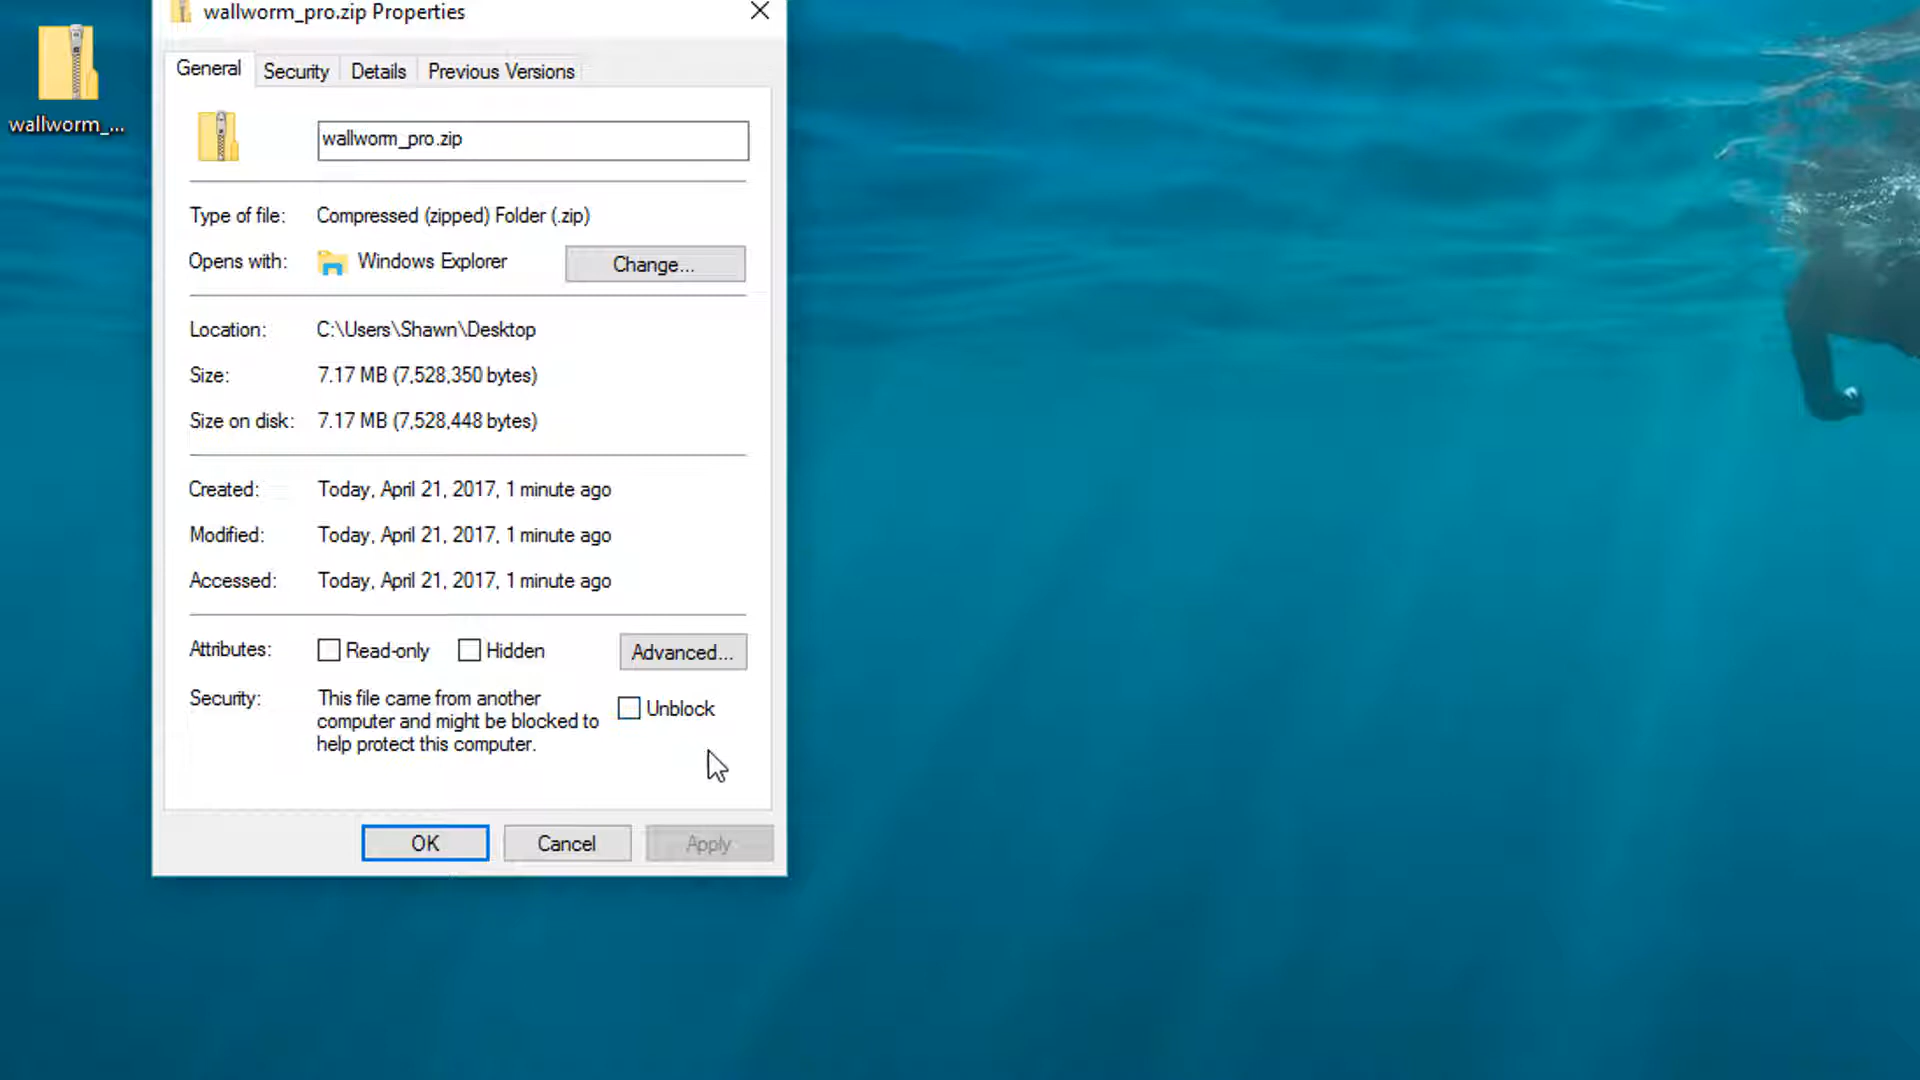 wallworm_pro.zip Properties
wallworm_...
General
Security
Details
Previous Versions
wallworm_pro.zip
Type of file: Compressed (zipped) Folder (.zip)
Opens with: Windows Explorer
Change...
Location: C:\Users\Shawn\Desktop
Size: 7.17 MB (7,528,350 bytes)
Size on disk: 7.17 MB (7,528,448 bytes)
Created: Today, April 21, 2017, 1 minute ago
Modified: Today, April 21, 2017, 1 minute ago
Accessed: Today, April 21, 2017, 1 minute ago
Attributes: Read-only Hidden Advanced...
Security: This file came from another
computer and might be blocked to
help protect this computer.
Unblock
OK
Cancel
Apply